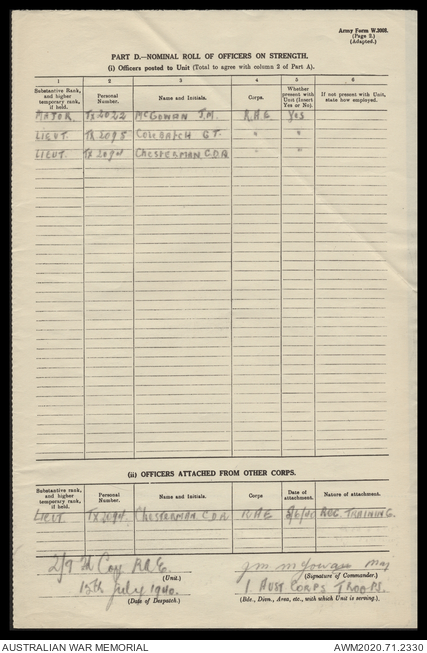 Army Form W.3008.
(Page 2.)
(Adapted.)
PART D.—NOMINAL ROLL OF OFFICERS ON STRENGTH.
(i) Officers posted to Unit (Total to agree with column 2 of Part A).
1 2 3 4 5 6
Substantive Rank, and higher temporary rank, if held. Personal Number. Name and Initials. Corps. Whether present with Unit (Insert Yes or No). If not present with Unit, state how employed.
MAJOR. TX2022 McGOWAN J.M. R.A.E. Yes
LIEUT. TX2095 COLDATCH G.T. " "
LIEUT. TX2094 CHESTERMAN C.D.R " "
(ii) OFFICERS ATTACHED FROM OTHER CORPS.
Substantive rank, and higher temporary rank, if held. Personal Number. Name and Initials. Corps Date of attachment. Nature of attachment.
LIEUT. TX2094 CHESTERMAN C.D.R RAE TRAINING.
2/9 Fd Coy RAE. J M McGowan Maj
(Unit.) (Signature of Commander.)
15th July 1940. 1 AUST CORPS TROOPS.
(Date of Despatch.) (Bde., Divn., Area, etc., with which Unit is serving.)
AUSTRALIAN WAR MEMORIAL AWM2020.71.2330